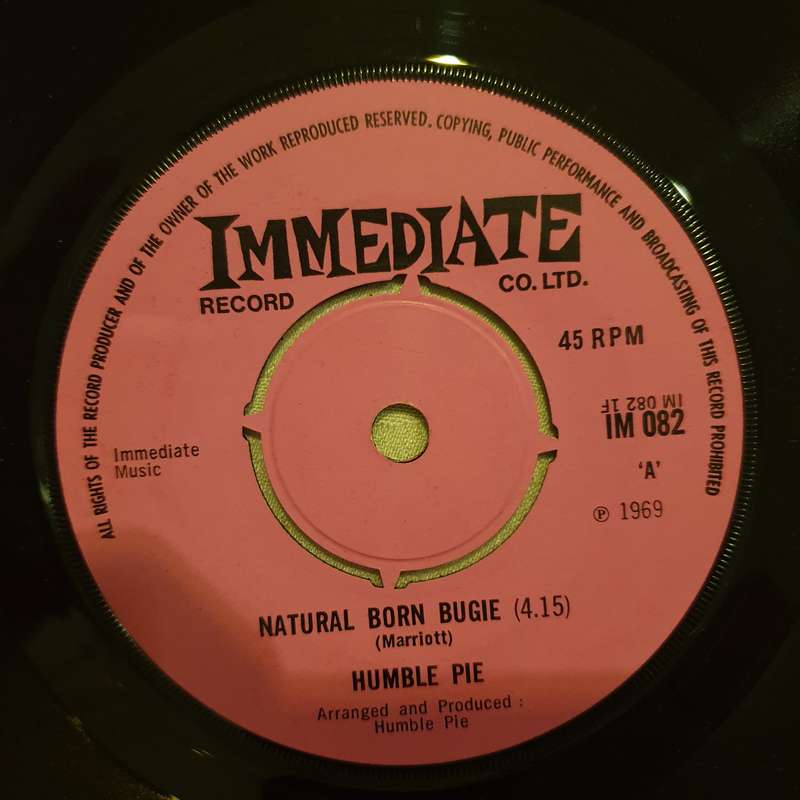 ALL RIGHTS OF THE RECORD PRODUCER AND OF THE OWNER OF THE WORK REPRODUCED RESERVED. COPYING, PUBLIC PERFORMANCE AND BROADCASTING OF THIS RECORD PROHIBITED
IMMEDIATE
RECORD CO. LTD.
45 RPM
IM 082 1F
IM 082
Immediate
Music
'A'
℗ 1969
NATURAL BORN BUGIE (4.15)
(Marriott)
HUMBLE PIE
Arranged and Produced :
Humble Pie